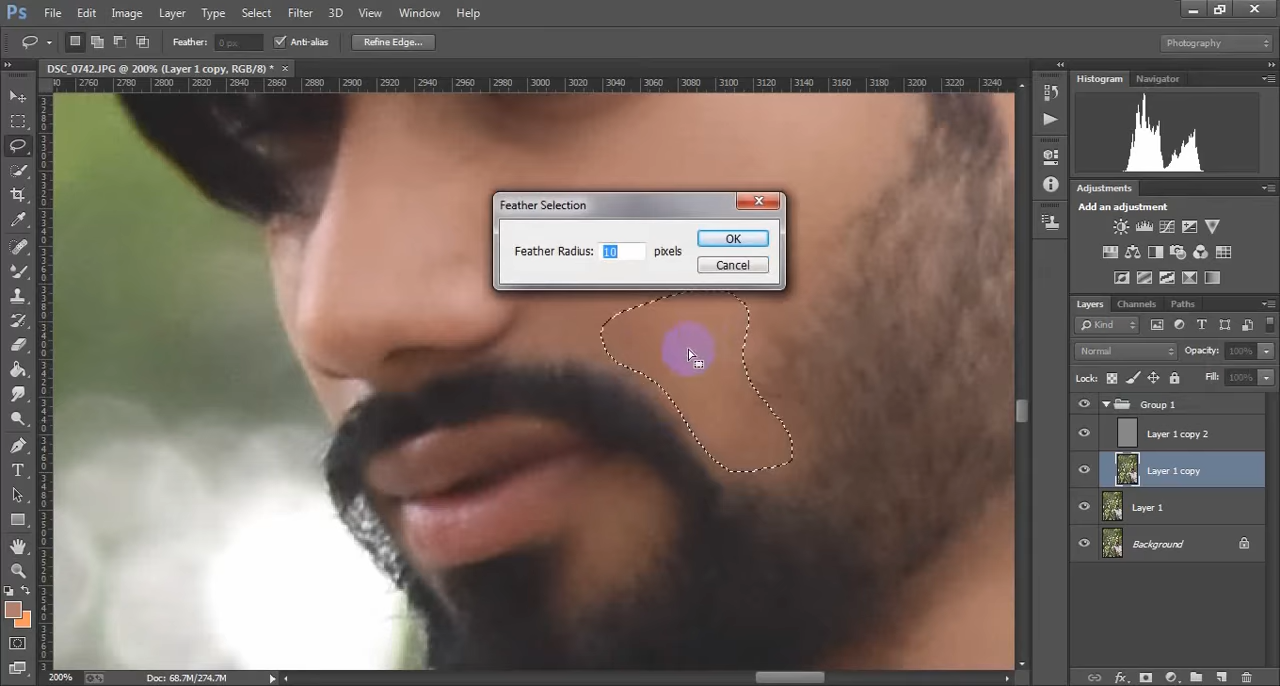 Ps File Edit Image Layer Type Select Filter 3D View Window Help
Feather: 0 px Anti-alias Refine Edge... Photography
DSC_0742.JPG @ 200% (Layer 1 copy, RGB/8) * ×
2760 2780 2800 2820 2840 2860 2880 2900 2920 2940 2960 2980 3000 3020 3040 3060 3080 3100 3120 3140 3160 3180 3200 3220 3240
Histogram Navigator
Adjustments
Add an adjustment
Feather Selection
Feather Radius: 10 pixels
OK
Cancel
Layers Channels Paths
Kind
Normal Opacity: 100%
Lock: Fill: 100%
Group 1
Layer 1 copy 2
Layer 1 copy
Layer 1
Background
200% Doc: 68.7M/274.7M